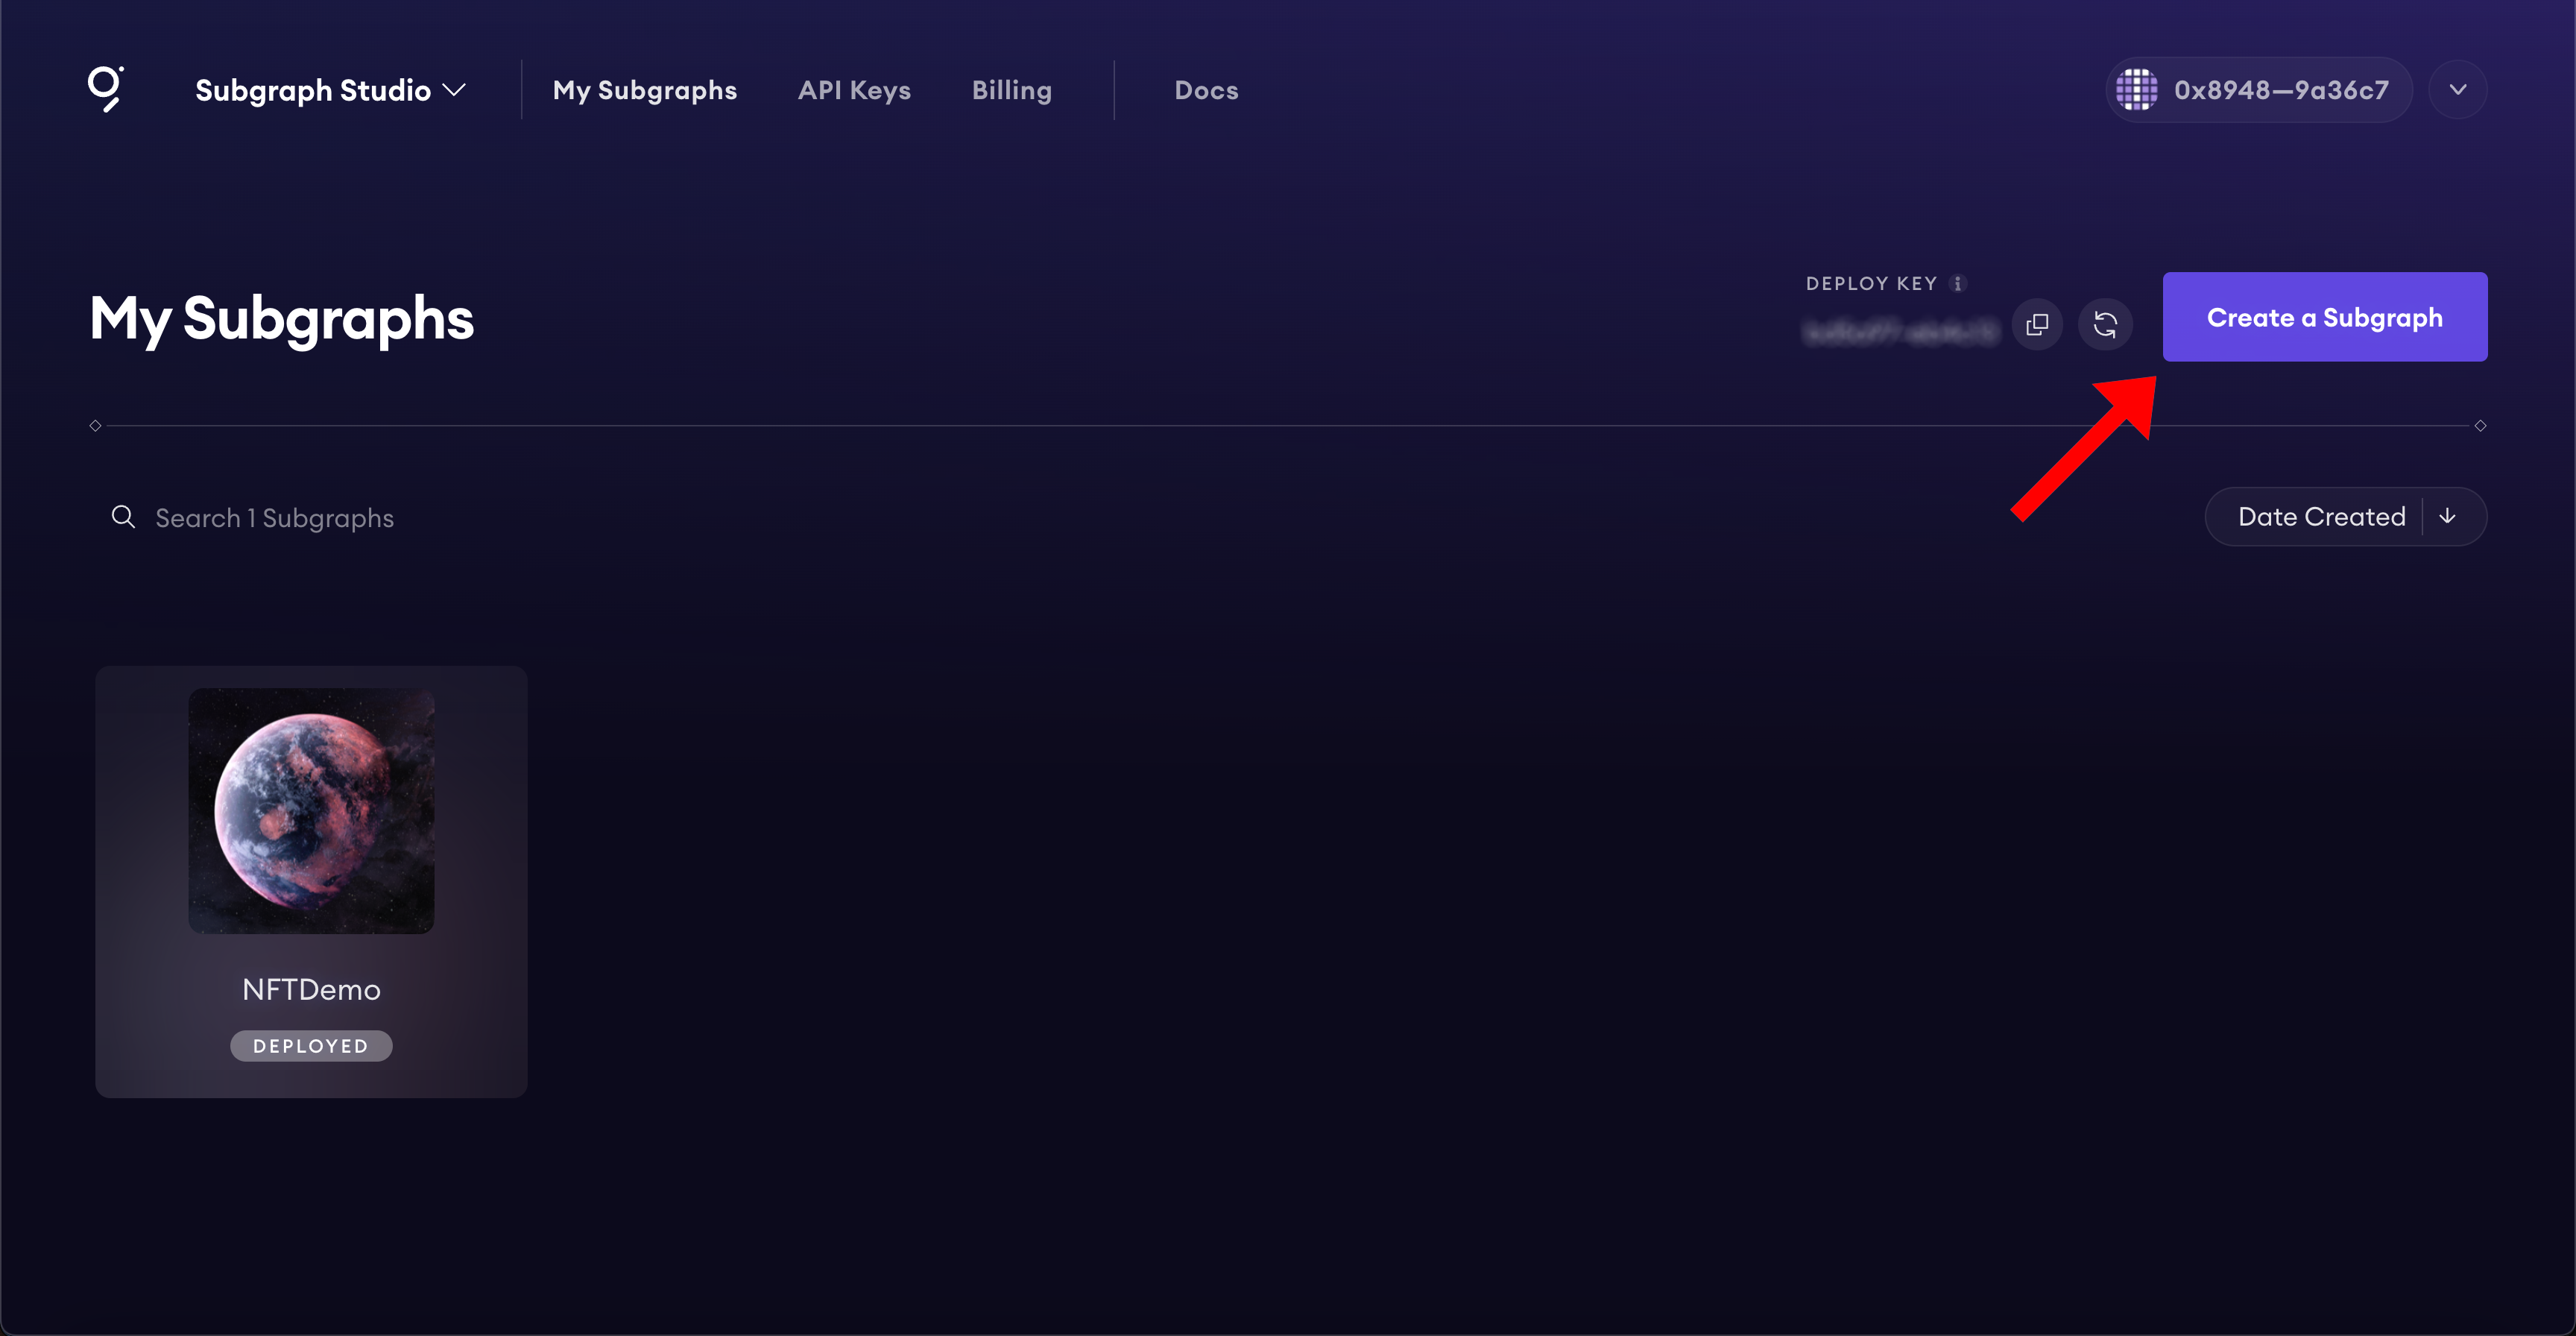 Subgraph Studio
My Subgraphs
API Keys
Billing
Docs
0x8948—9a36c7
My Subgraphs
DEPLOY KEY
Create a Subgraph
Search 1 Subgraphs
Date Created
NFTDemo
DEPLOYED